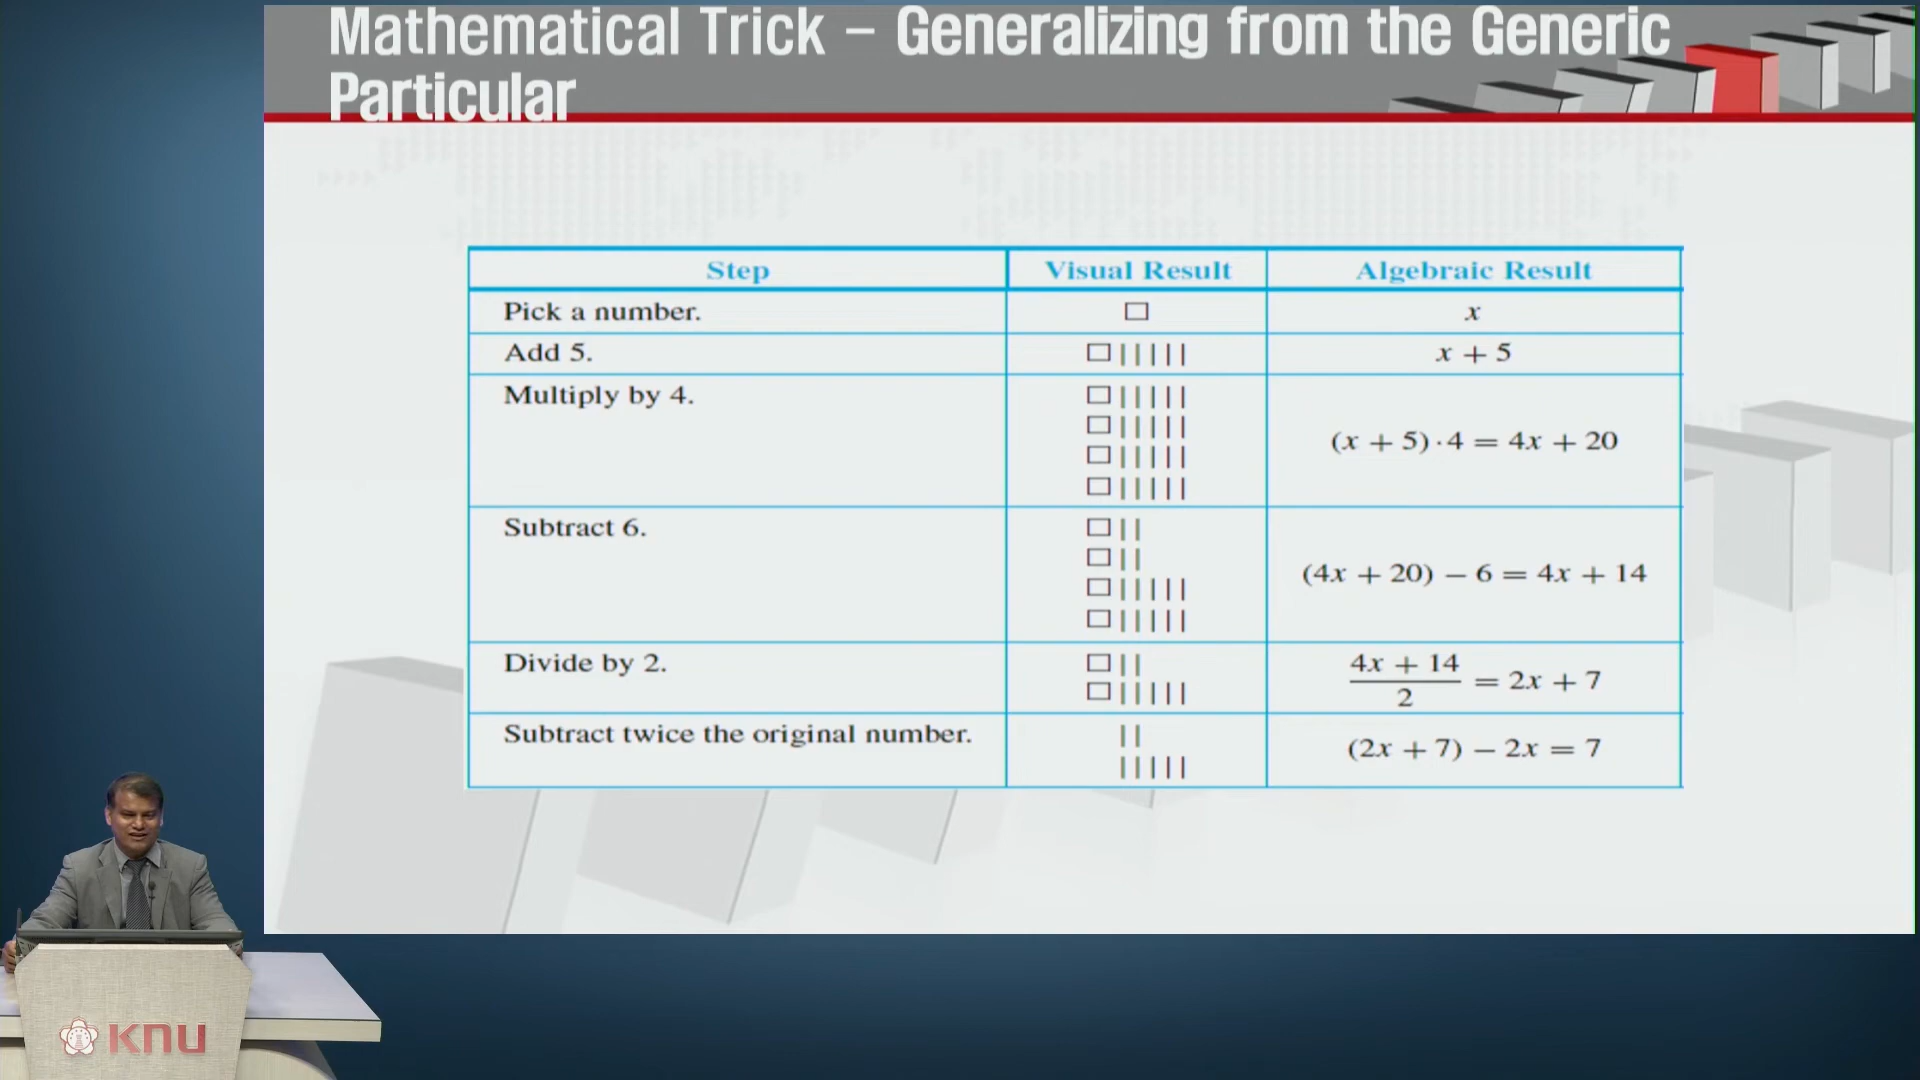 Mathematical Trick – Generalizing from the Generic
Particular
Step Visual Result Algebraic Result
Pick a number. x
Add 5. x + 5
Multiply by 4. (x + 5) · 4 = 4x + 20
Subtract 6. (4x + 20) − 6 = 4x + 14
Divide by 2. 4x + 14 / 2 = 2x + 7
Subtract twice the original number. (2x + 7) − 2x = 7
KNU